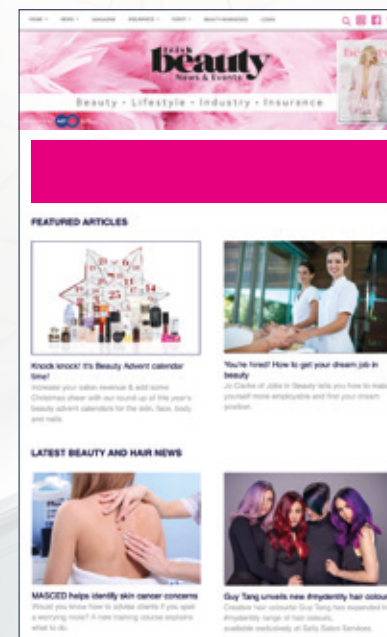 HOME NEWS MAGAZINE INSURANCE EVENT BEAUTY BUSINESSES LOGIN
irish
beauty
News & Events
Beauty • Lifestyle • Industry • Insurance
FEATURED ARTICLES
Knock knock! It's Beauty Advent calendar
time!
Increase your salon revenue & add some
Christmas cheer with our round-up of this year's
beauty advent calendars for the skin, face, body
and nails.
You're hired! How to get your dream job in
beauty
Jo Clarke of Jobs in Beauty tells you how to make
yourself more employable and find your dream
position.
LATEST BEAUTY AND HAIR NEWS
MASCED helps identify skin cancer concerns
Would you know how to advise clients if you spot
a worrying mole? A new training course explains
what to do.
Guy Tang unveils new #mydentity hair colour
Creative hair colourist Guy Tang has expanded his
#mydentity range of hair colours,
available exclusively at Sally Salon Services.